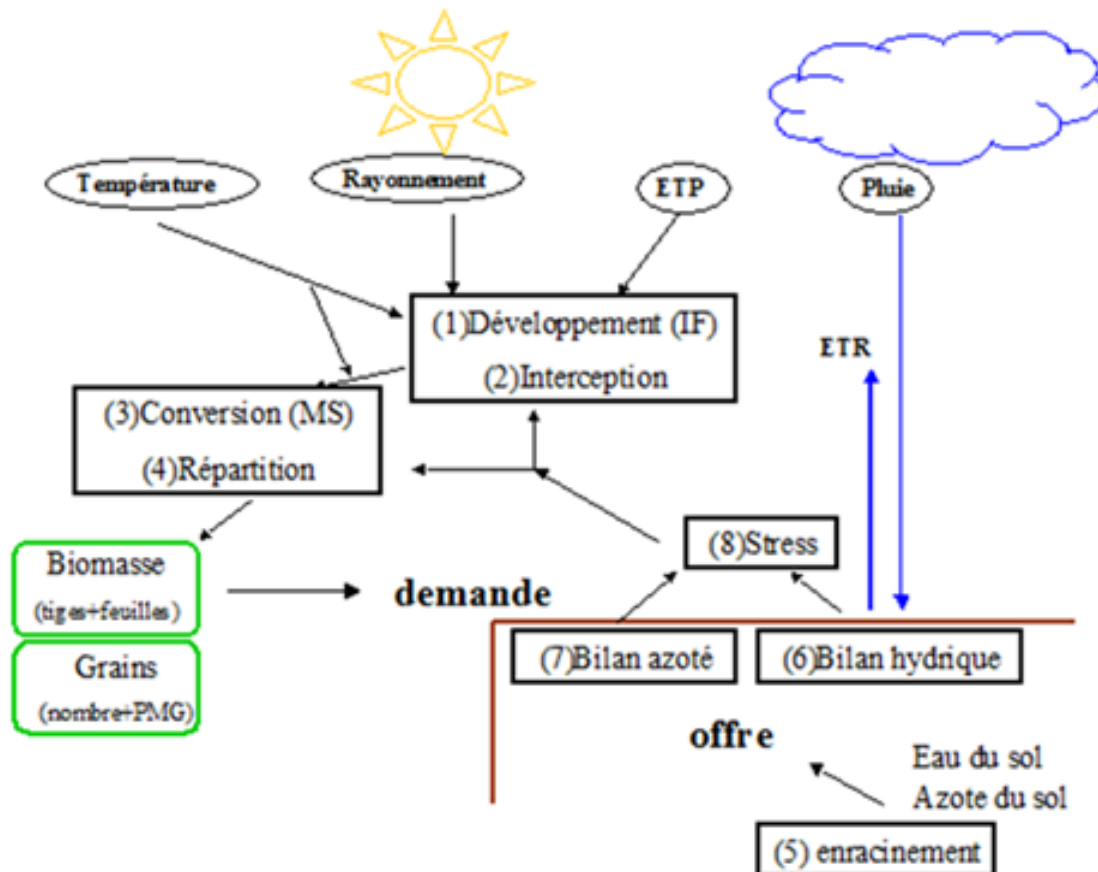 Température
Rayonnement
ETP
Pluie
(1)Développement (IF)
(2)Interception
ETR
(3)Conversion (MS)
(4)Répartition
(8)Stress
Biomasse
(tiges+feuilles)
demande
Grains
(nombre+PMG)
(7)Bilan azoté
(6)Bilan hydrique
offre
Eau du sol
Azote du sol
(5) enracinement